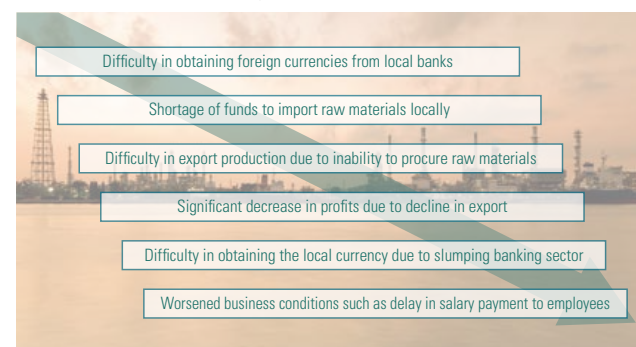 Difficulty in obtaining foreign currencies from local banks
Shortage of funds to import raw materials locally
Difficulty in export production due to inability to procure raw materials
Significant decrease in profits due to decline in export
Difficulty in obtaining the local currency due to slumping banking sector
Worsened business conditions such as delay in salary payment to employees